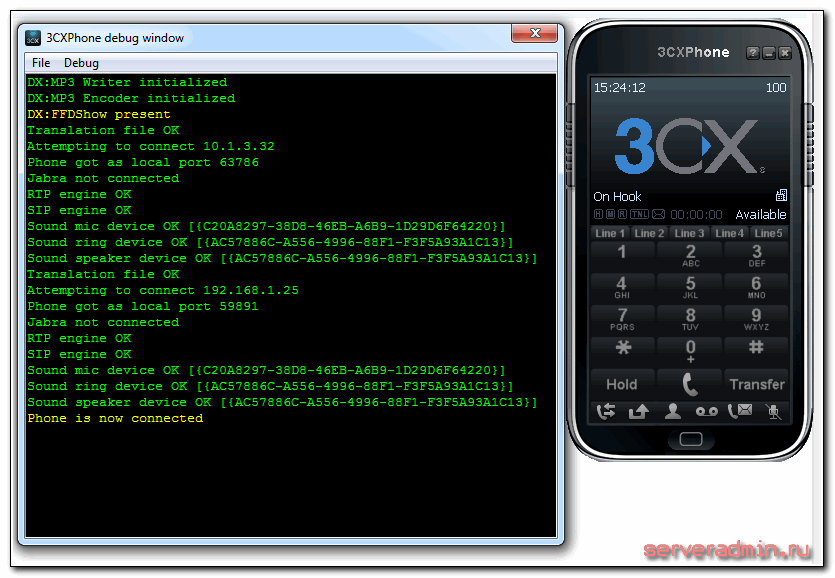 3CXPhone debug window
File Debug
DX:MP3 Writer initialized
DX:MP3 Encoder initialized
DX:FFDShow present
Translation file OK
Attempting to connect 10.1.3.32
Phone got as local port 63786
Jabra not connected
RTP engine OK
SIP engine OK
Sound mic device OK [{C20A8297-38D8-46EB-A6B9-1D29D6F64220}]
Sound ring device OK [{AC57886C-A556-4996-88F1-F3F5A93A1C13}]
Sound speaker device OK [{AC57886C-A556-4996-88F1-F3F5A93A1C13}]
Translation file OK
Attempting to connect 192.168.1.25
Phone got as local port 59891
Jabra not connected
RTP engine OK
SIP engine OK
Sound mic device OK [{C20A8297-38D8-46EB-A6B9-1D29D6F64220}]
Sound ring device OK [{AC57886C-A556-4996-88F1-F3F5A93A1C13}]
Sound speaker device OK [{AC57886C-A556-4996-88F1-F3F5A93A1C13}]
Phone is now connected
3CXPhone
15:24:12 100
3CX
On Hook
H M R TNL 00:00:00 Available
Line 1 Line 2 Line 3 Line 4 Line5
1 2 3
ABC DEF
4 5 6
GHI JKL MNO
7 8 9
PQRS TUV WXYZ
* 0 #
+
Hold Transfer
serveradmin.ru